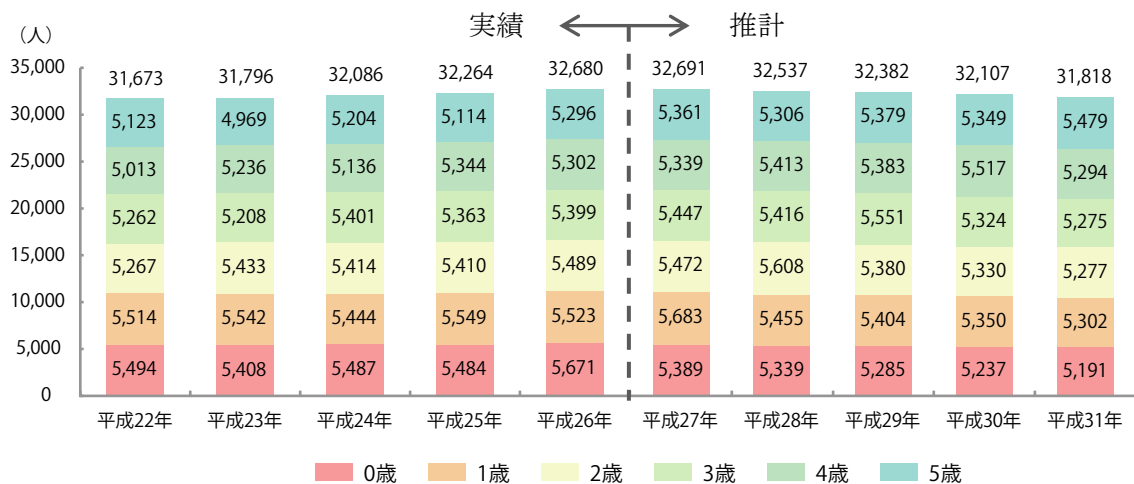 実績 推計
（人）
35,000
30,000
25,000
20,000
15,000
10,000
5,000
0
31,673 31,796 32,086 32,264 32,680 32,691 32,537 32,382 32,107 31,818
5,123 4,969 5,204 5,114 5,296 5,361 5,306 5,379 5,349 5,479
5,013 5,236 5,136 5,344 5,302 5,339 5,413 5,383 5,517 5,294
5,262 5,208 5,401 5,363 5,399 5,447 5,416 5,551 5,324 5,275
5,267 5,433 5,414 5,410 5,489 5,472 5,608 5,380 5,330 5,277
5,514 5,542 5,444 5,549 5,523 5,683 5,455 5,404 5,350 5,302
5,494 5,408 5,487 5,484 5,671 5,389 5,339 5,285 5,237 5,191
平成22年 平成23年 平成24年 平成25年 平成26年 平成27年 平成28年 平成29年 平成30年 平成31年
0歳 1歳 2歳 3歳 4歳 5歳